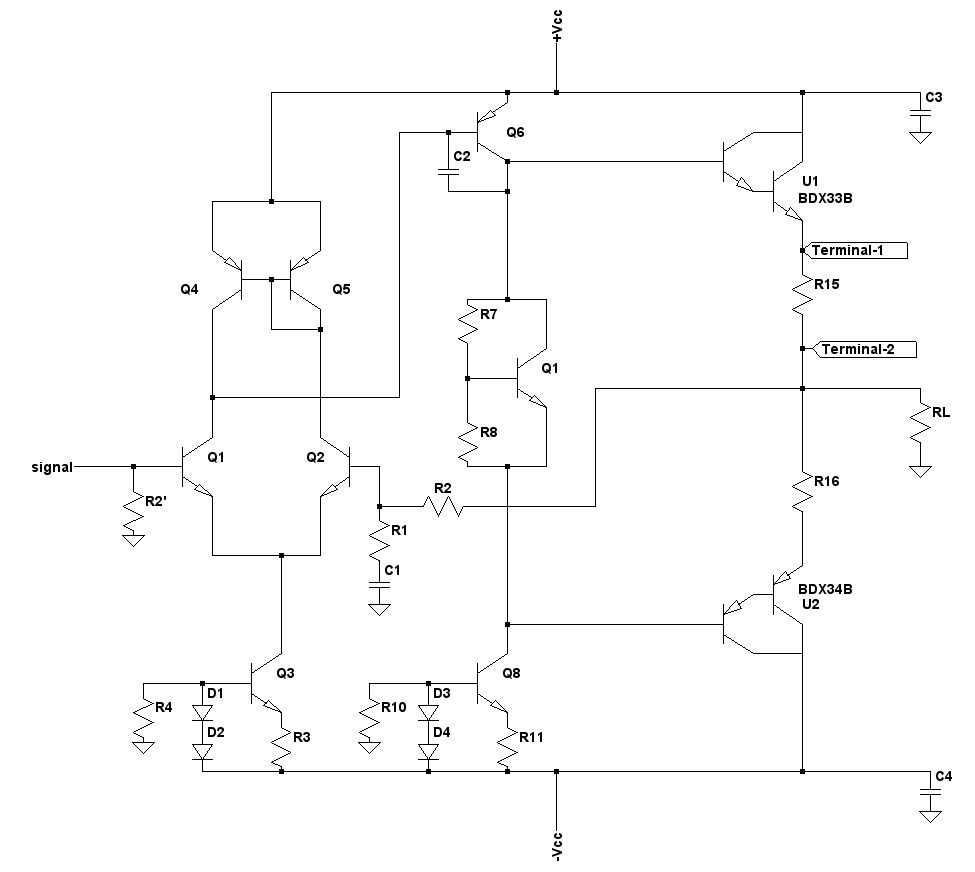 +Vcc
C3
Q6
C2
U1
BDX33B
Terminal-1
Q4
Q5
R15
R7
Terminal-2
Q1
RL
R8
Q1
Q2
signal
R2
R16
R2'
R1
C1
BDX34B
U2
Q3
Q8
D1
D3
R4
R10
D2
R3
D4
R11
C4
-Vcc